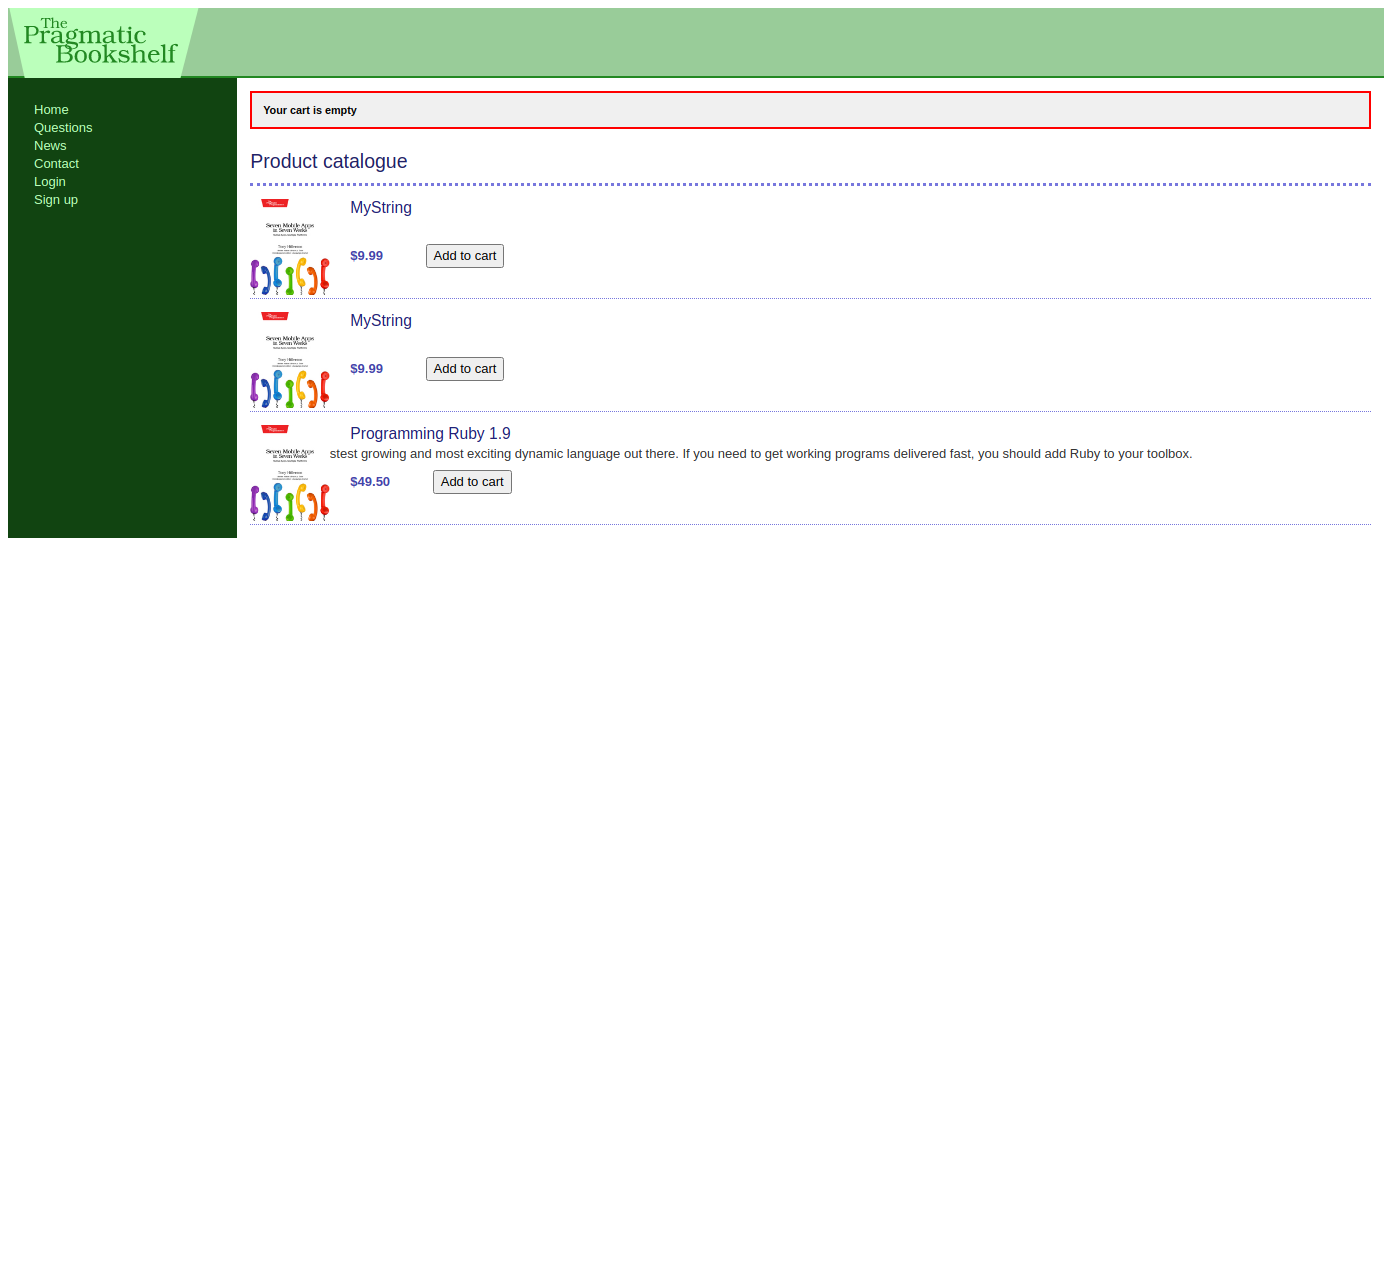 The
Pragmatic
Bookshelf
Home
Questions
News
Contact
Login
Sign up
Your cart is empty
Product catalogue
Seven Mobile Apps
in Seven Weeks
MyString
$9.99
Add to cart
Seven Mobile Apps
in Seven Weeks
MyString
$9.99
Add to cart
Seven Mobile Apps
in Seven Weeks
Programming Ruby 1.9
stest growing and most exciting dynamic language out there. If you need to get working programs delivered fast, you should add Ruby to your toolbox.
$49.50
Add to cart